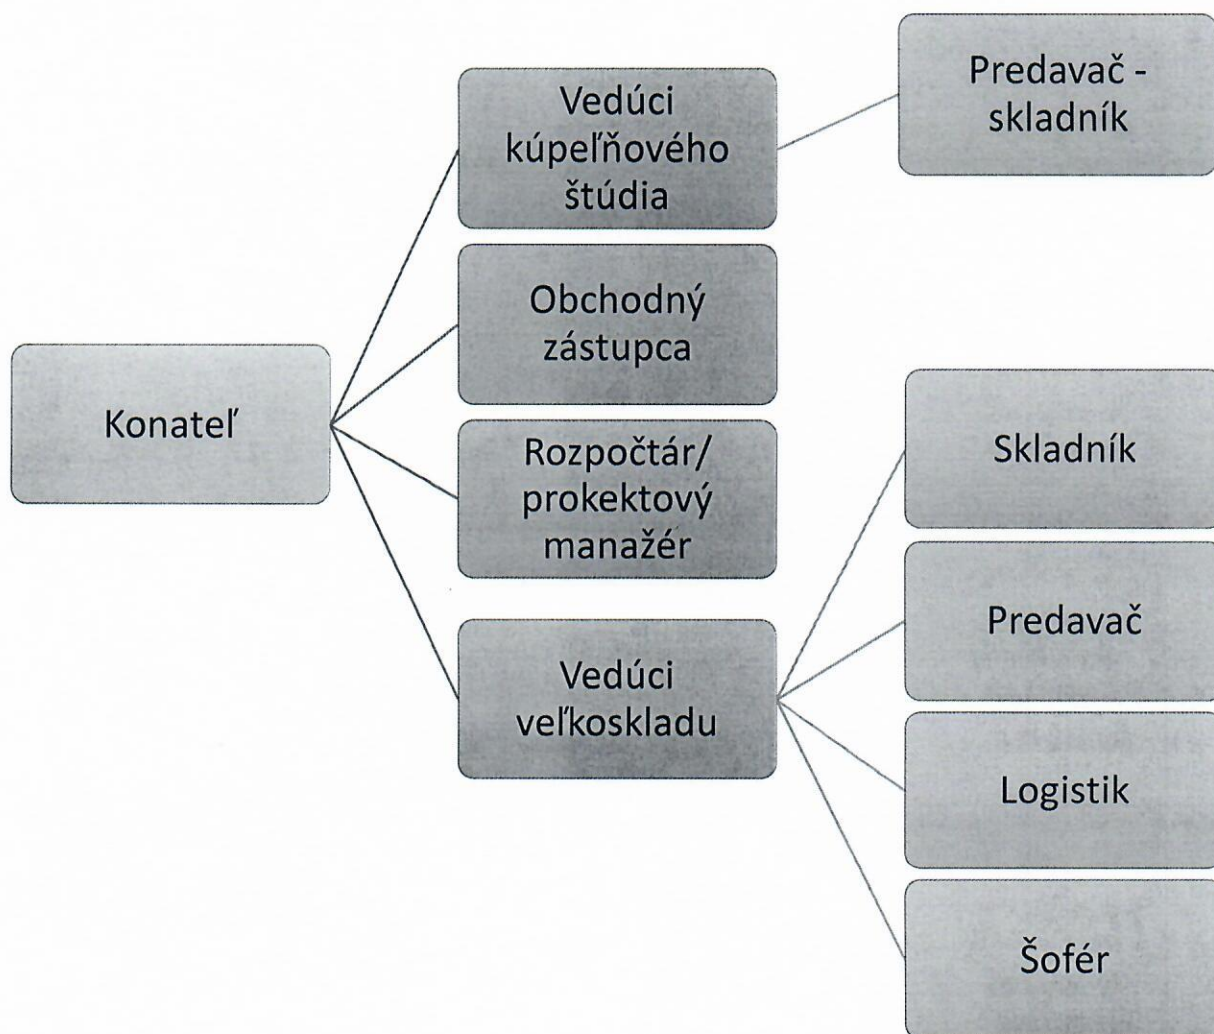 Konateľ
Vedúci
kúpeľňového
štúdia
Obchodný
zástupca
Rozpočtár/
prokektový
manažér
Vedúci
veľkoskladu
Predavač -
skladník
Skladník
Predavač
Logistik
Šofér